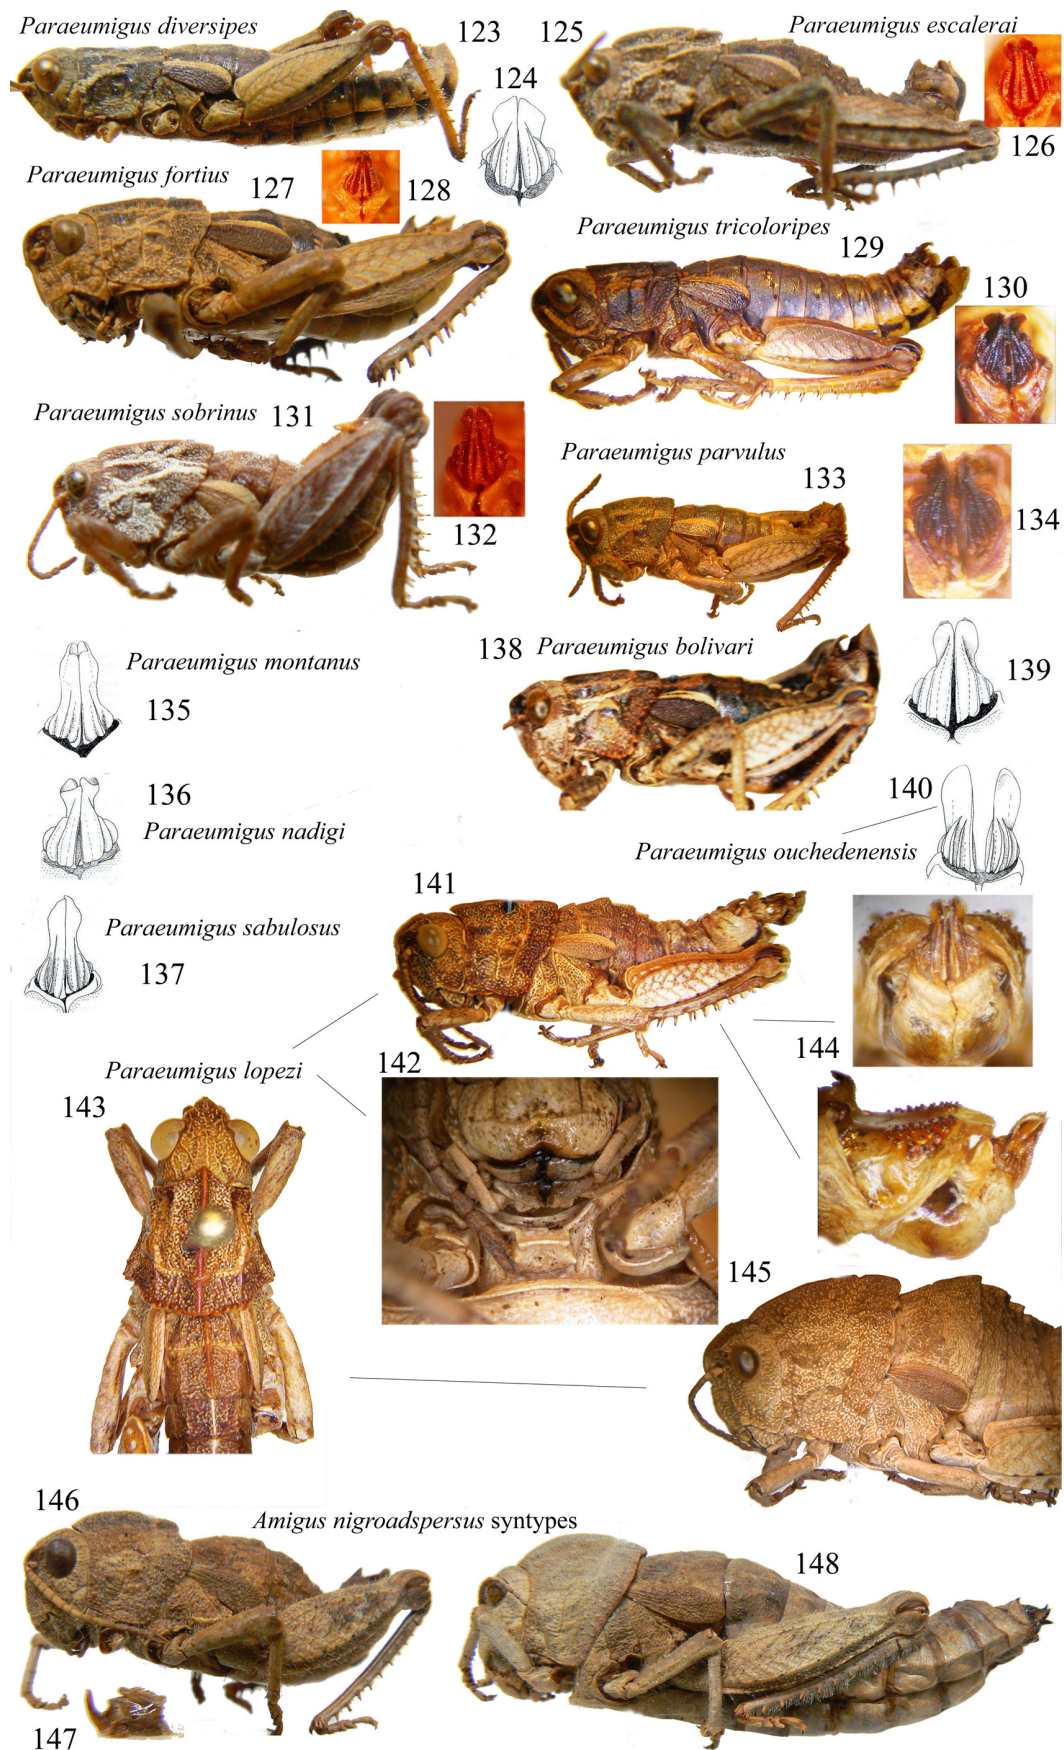 Paraeumigus diversipes
123
124
125
Paraeumigus escalerai
126
Paraeumigus fortius
127
128
Paraeumigus tricoloripes
129
130
Paraeumigus sobrinus
131
132
Paraeumigus parvulus
133
134
Paraeumigus montanus
135
138
Paraeumigus bolivari
139
136
Paraeumigus nadigi
140
Paraeumigus ouchedenensis
Paraeumigus sabulosus
137
141
Paraeumigus lopezi
142
143
144
145
146
Amigus nigroadspersus syntypes
147
148